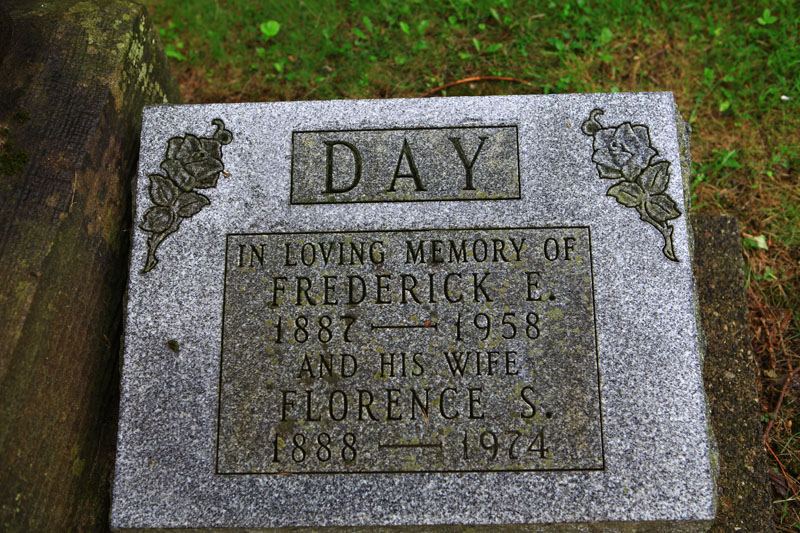 DAY
IN LOVING MEMORY OF
FREDERICK E.
1887 — 1958
AND HIS WIFE
FLORENCE S.
1888 — 1974